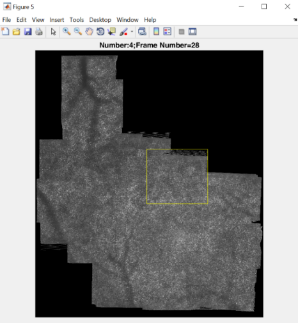 Figure 5
File Edit View Insert Tools Desktop Window Help
Number:4;Frame Number=28